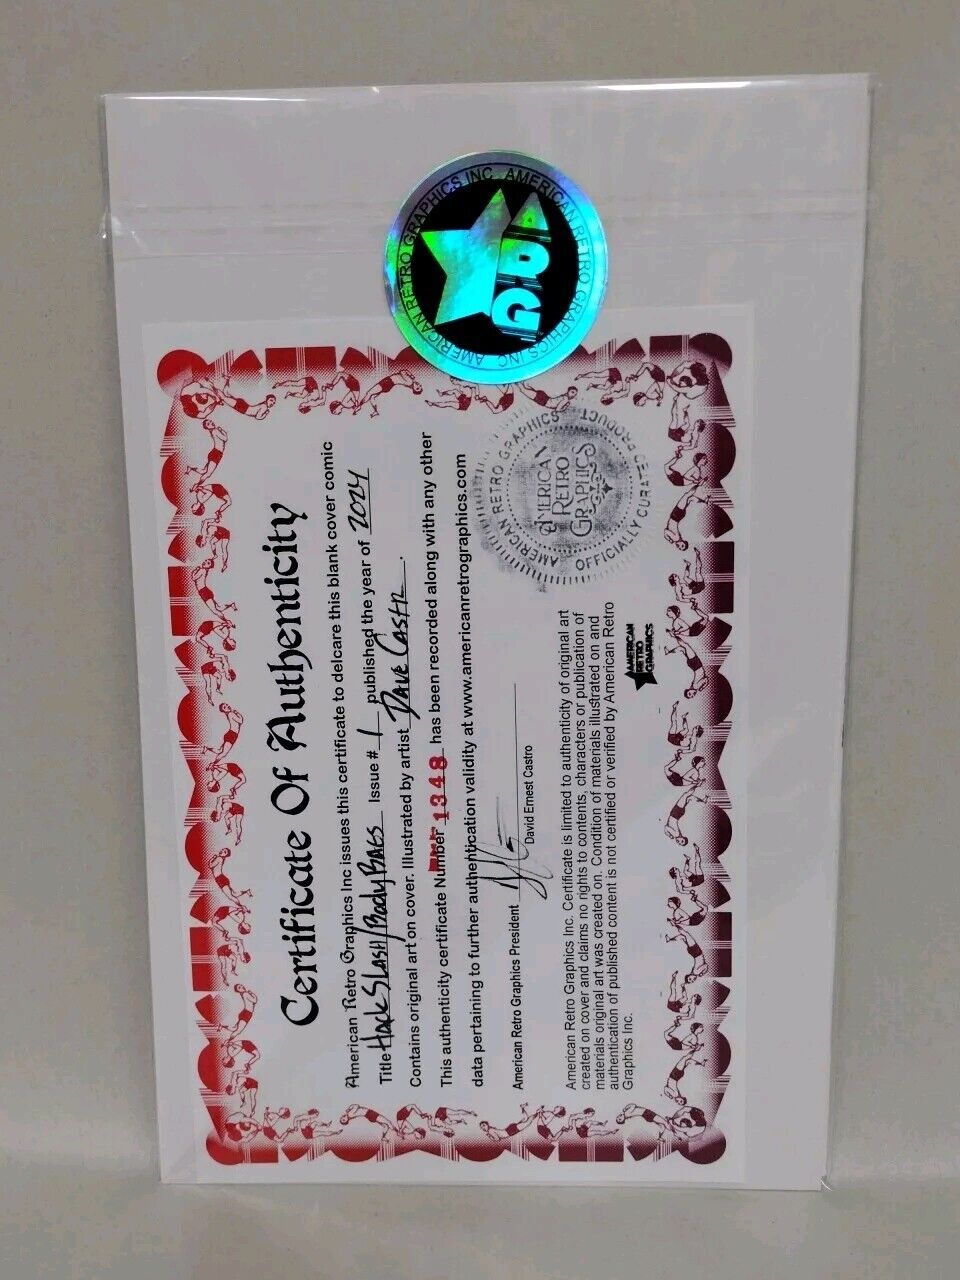 AMERICAN RETRO GRAPHICS INC. AMERICAN RETRO GRAPHICS INC.
Certificate Of Authenticity
American Retro Graphics Inc issues this certificate to delcare this blank cover comic
Title Hack Slash/Body Bags Issue # 1 published the year of 2024
Contains original art on cover. Illustrated by artist Dave Castr.
This authenticity certificate Number 1348 has been recorded along with any other
data pertaining to further authentication validity at www.americanretrographics.com
American Retro Graphics President
David Ernest Castro
AMERICAN RETRO GRAPHICS
OFFICIALLY CURATED PRODUCT
AMERICAN
RETRO
GRAPHICS
American Retro Graphics Inc. Certificate is limited to authenticity of original art
created on cover and claims no rights to contents, characters or publication of
materials original art was created on. Condition of materials illustrated on and
authentication of published content is not certified or verified by American Retro
Graphics Inc.
AMERICAN
RETRO
GRAPHICS